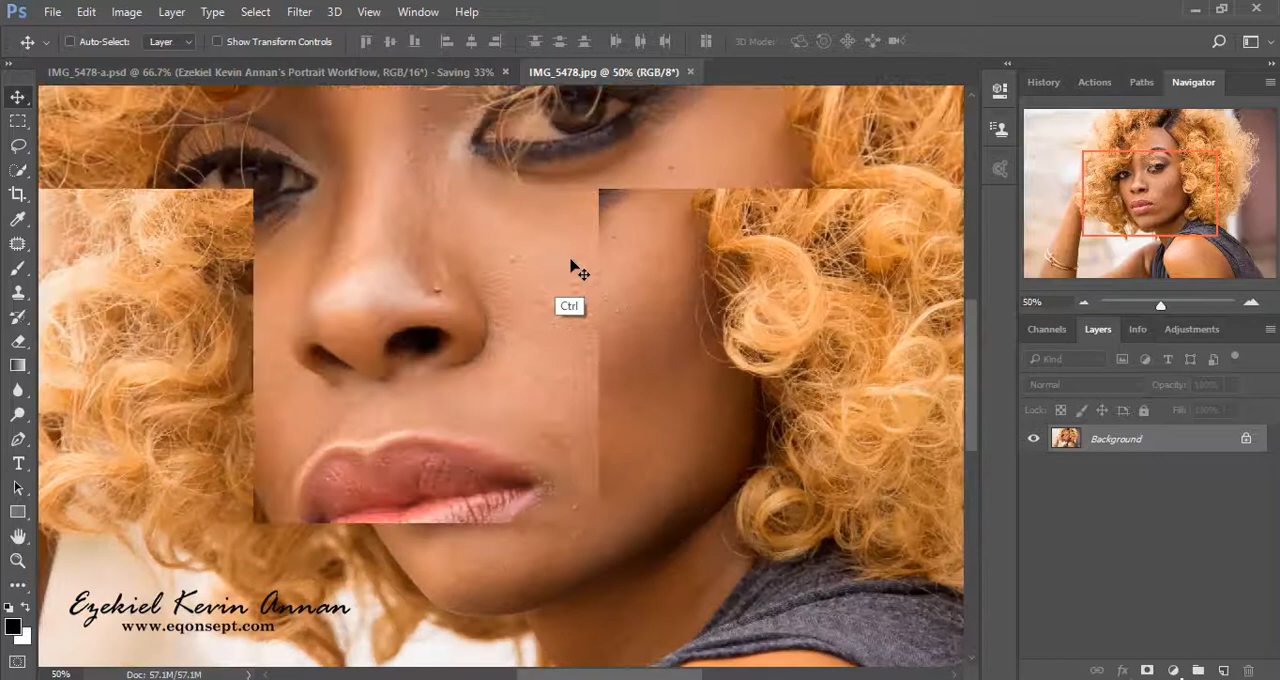 Ps File Edit Image Layer Type Select Filter 3D View Window Help
Auto-Select: Layer Show Transform Controls 3D Mode:
IMG_5478-a.psd @ 66.7% (Ezekiel Kevin Annan's Portrait WorkFlow, RGB/16*) - Saving 33% × IMG_5478.jpg @ 50% (RGB/8*) ×
History Actions Paths Navigator
50%
Channels Layers Info Adjustments
Kind
Normal Opacity: 100%
Lock: Fill: 100%
Background
Ctrl
Ezekiel Kevin Annan
www.eqonsept.com
50% Doc: 57.1M/57.1M